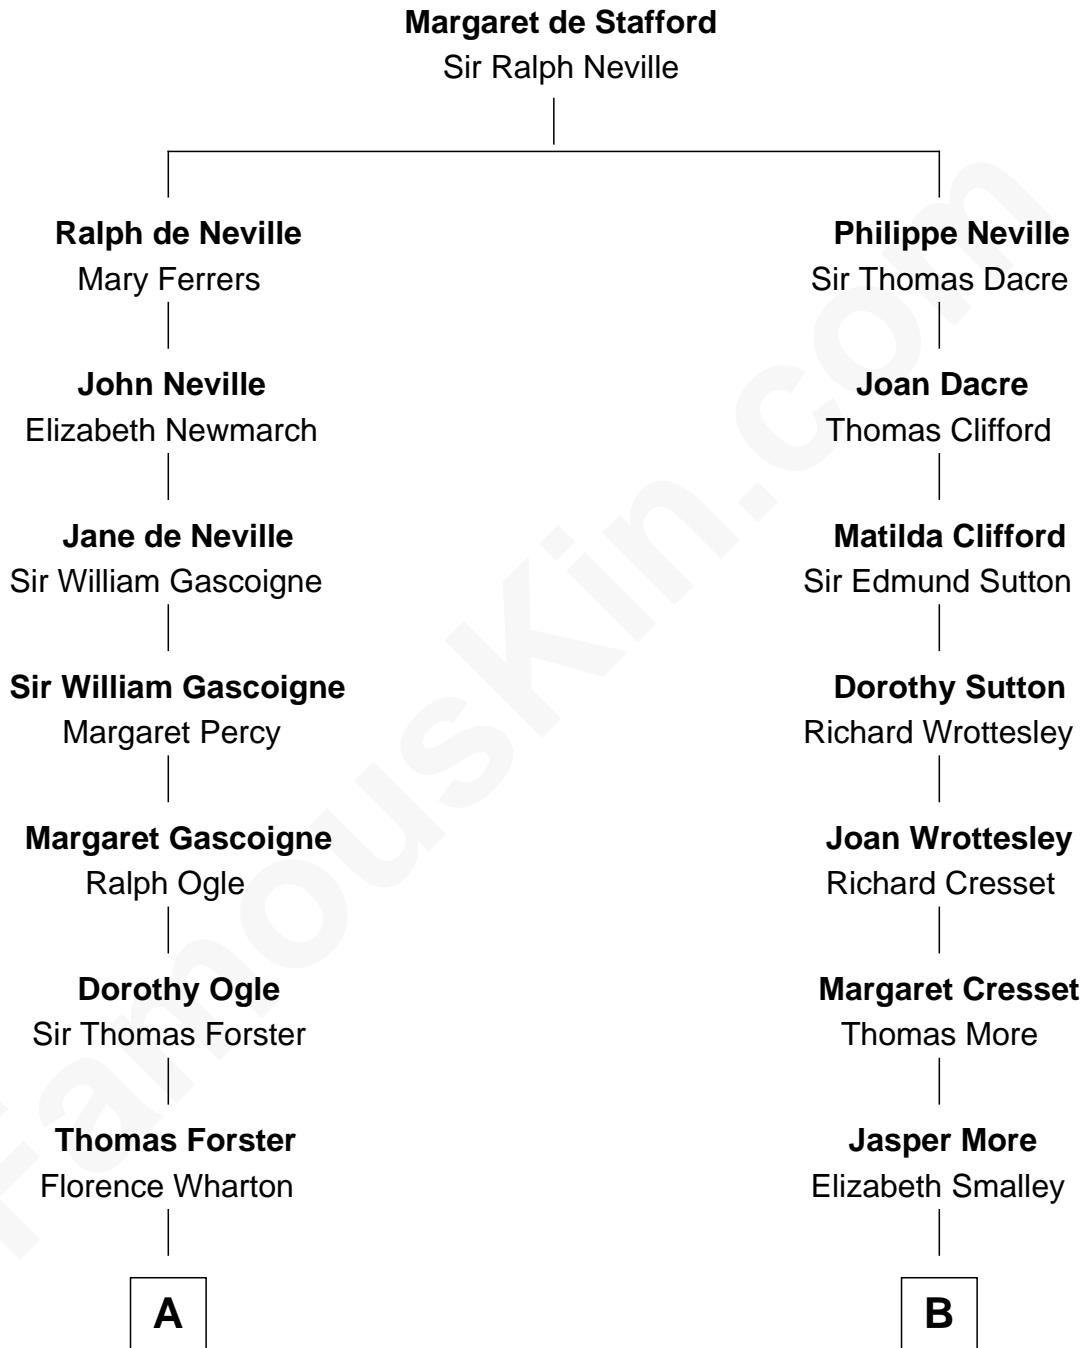 Margaret de Stafford
Sir Ralph Neville
Ralph de Neville
Mary Ferrers
Philippe Neville
Sir Thomas Dacre
John Neville
Elizabeth Newmarch
Joan Dacre
Thomas Clifford
Jane de Neville
Sir William Gascoigne
Matilda Clifford
Sir Edmund Sutton
Sir William Gascoigne
Margaret Percy
Dorothy Sutton
Richard Wrottesley
Margaret Gascoigne
Ralph Ogle
Joan Wrottesley
Richard Cresset
Dorothy Ogle
Sir Thomas Forster
Margaret Cresset
Thomas More
Thomas Forster
Florence Wharton
Jasper More
Elizabeth Smalley
A
B
FamousKin.com